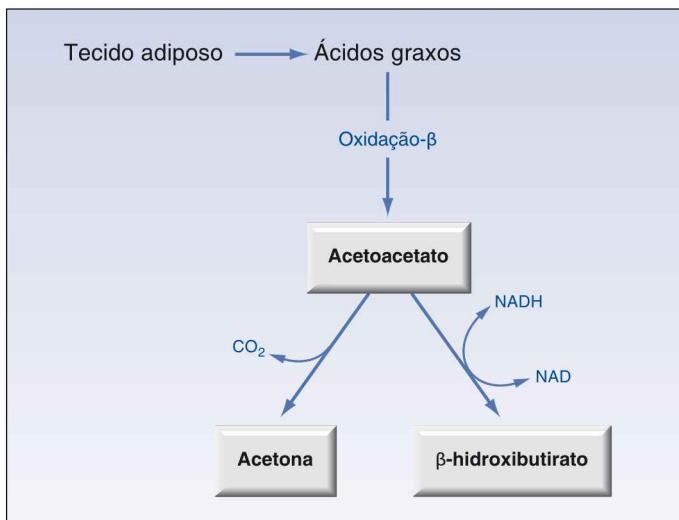 Tecido adiposo Ácidos graxos
Oxidação-β
Acetoacetato
NADH
CO₂
NAD
Acetona β-hidroxibutirato